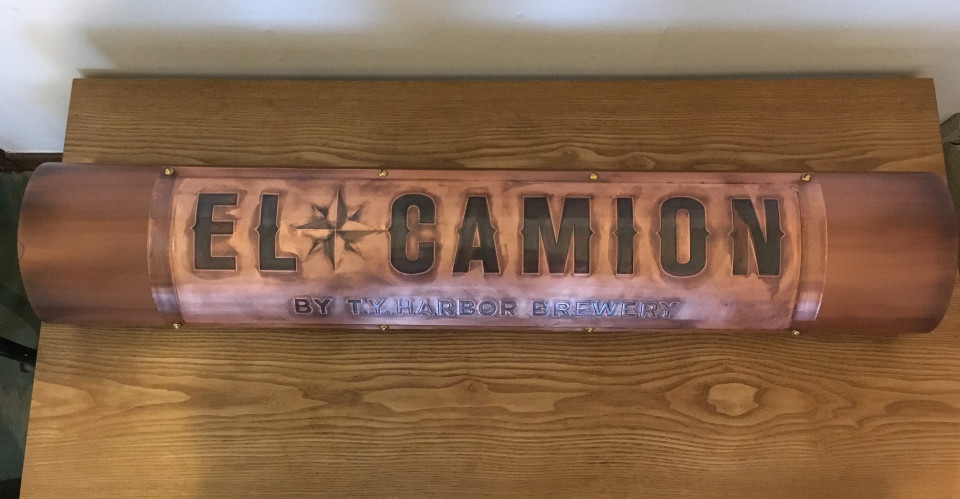 EL CAMION
BY T.Y.HARBOR BREWERY